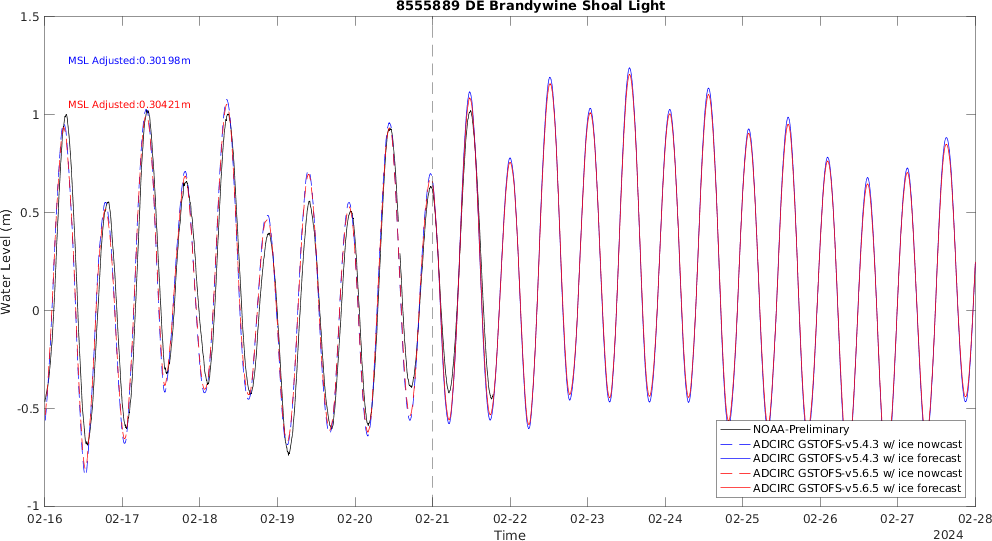 8555889 DE Brandywine Shoal Light
1.5
1
0.5
0
-0.5
-1
Water Level (m)
MSL Adjusted:0.30198m
MSL Adjusted:0.30421m
NOAA-Preliminary
ADCIRC GSTOFS-v5.4.3 w/ ice nowcast
ADCIRC GSTOFS-v5.4.3 w/ ice forecast
ADCIRC GSTOFS-v5.6.5 w/ ice nowcast
ADCIRC GSTOFS-v5.6.5 w/ ice forecast
02-16 02-17 02-18 02-19 02-20 02-21 02-22 02-23 02-24 02-25 02-26 02-27 02-28
Time
2024